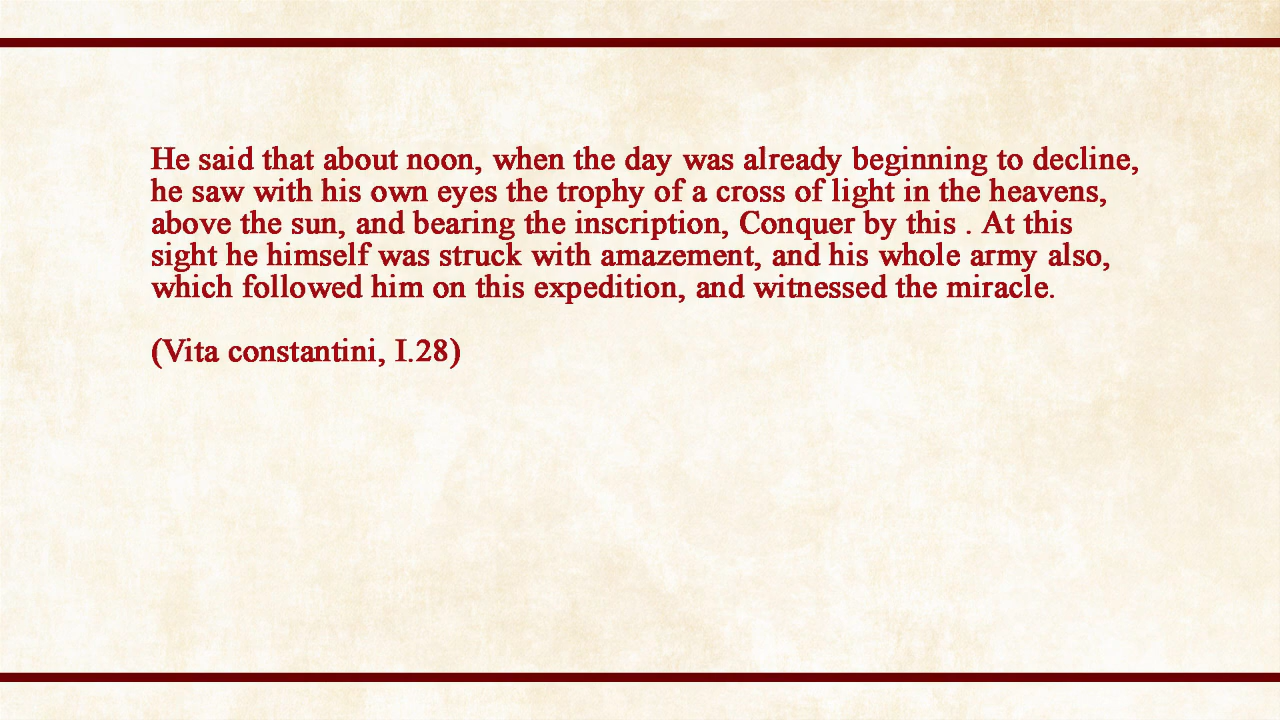 He said that about noon, when the day was already beginning to decline,
he saw with his own eyes the trophy of a cross of light in the heavens,
above the sun, and bearing the inscription, Conquer by this . At this
sight he himself was struck with amazement, and his whole army also,
which followed him on this expedition, and witnessed the miracle.
(Vita constantini, I.28)